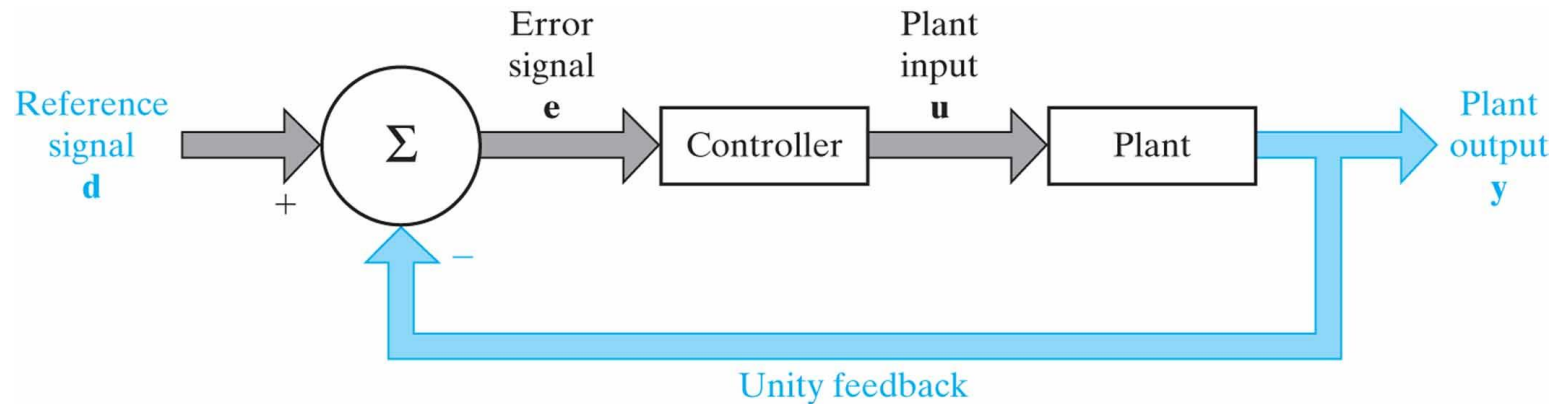 Reference
signal
d
+
Σ
−
Error
signal
e
Controller
Plant
input
u
Plant
Plant
output
y
Unity feedback